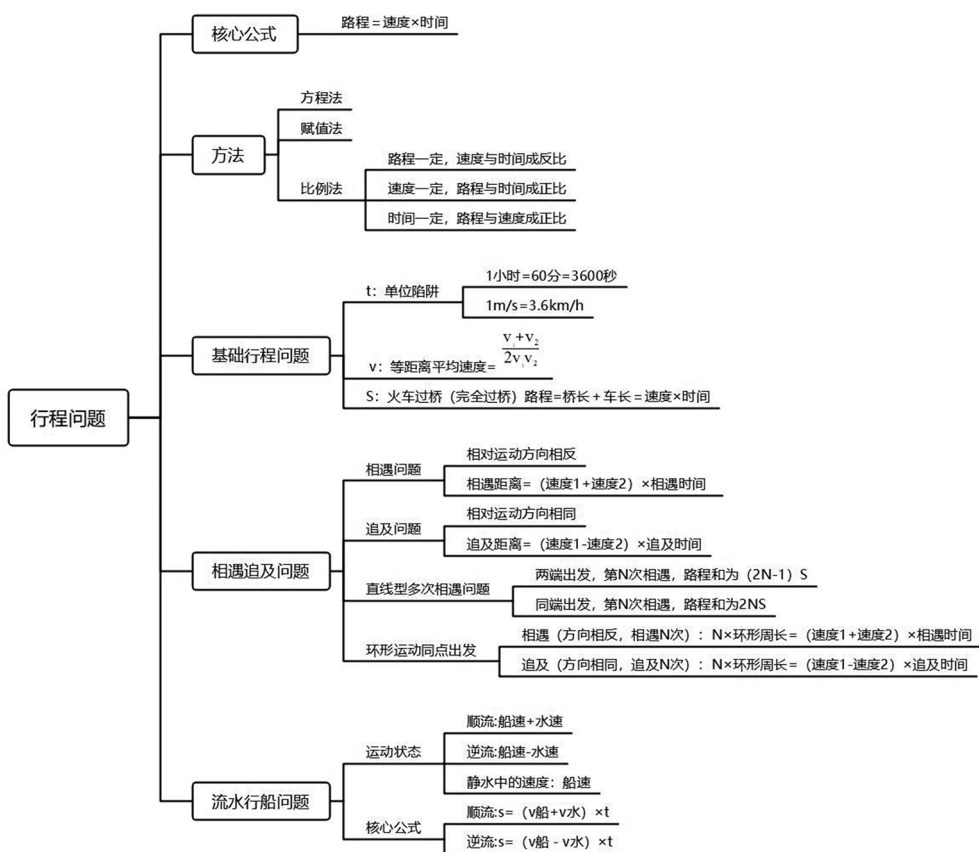 行程问题
核心公式
路程=速度×时间
方法
方程法
赋值法
比例法
路程一定，速度与时间成反比
速度一定，路程与时间成正比
时间一定，路程与速度成正比
基础行程问题
t：单位陷阱
1小时=60分=3600秒
1m/s=3.6km/h
v：等距离平均速度=
v₁+v₂
2v₁v₂
S：火车过桥（完全过桥）路程=桥长+车长=速度×时间
相遇追及问题
相遇问题
相对运动方向相反
相遇距离=（速度1+速度2）×相遇时间
追及问题
相对运动方向相同
追及距离=（速度1-速度2）×追及时间
直线型多次相遇问题
两端出发，第N次相遇，路程和为（2N-1）S
同端出发，第N次相遇，路程和为2NS
环形运动同点出发
相遇（方向相反，相遇N次）：N×环形周长=（速度1+速度2）×相遇时间
追及（方向相同，追及N次）：N×环形周长=（速度1-速度2）×追及时间
流水行船问题
运动状态
顺流:船速+水速
逆流:船速-水速
静水中的速度：船速
核心公式
顺流:s=（v船+v水）×t
逆流:s=（v船 - v水）×t